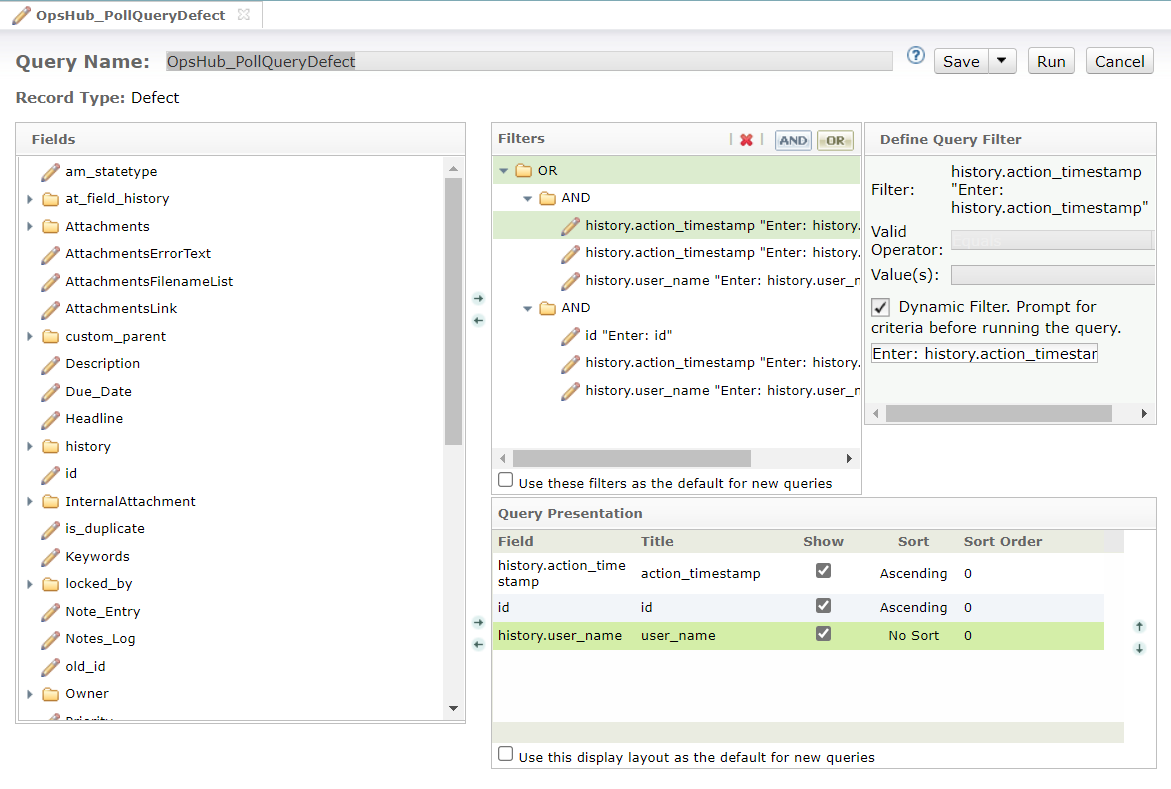 OpsHub_PollQueryDefect
Query Name: OpsHub_PollQueryDefect
? Save Run Cancel
Record Type: Defect
Fields
am_statetype
at_field_history
Attachments
AttachmentsErrorText
AttachmentsFilenameList
AttachmentsLink
custom_parent
Description
Due_Date
Headline
history
id
InternalAttachment
is_duplicate
Keywords
locked_by
Note_Entry
Notes_Log
old_id
Owner
Priority
Filters
AND OR
OR
AND
history.action_timestamp "Enter: history.
history.action_timestamp "Enter: history.
history.user_name "Enter: history.user_n
AND
id "Enter: id"
history.action_timestamp "Enter: history.
history.user_name "Enter: history.user_n
Use these filters as the default for new queries
Define Query Filter
Filter:
history.action_timestamp
"Enter:
history.action_timestamp"
Valid
Operator:
Equals
Value(s):
Dynamic Filter. Prompt for
criteria before running the query.
Enter: history.action_timestar
Query Presentation
Field Title Show Sort Sort Order
history.action_time
stamp
action_timestamp Ascending 0
id id Ascending 0
history.user_name user_name No Sort 0
Use this display layout as the default for new queries